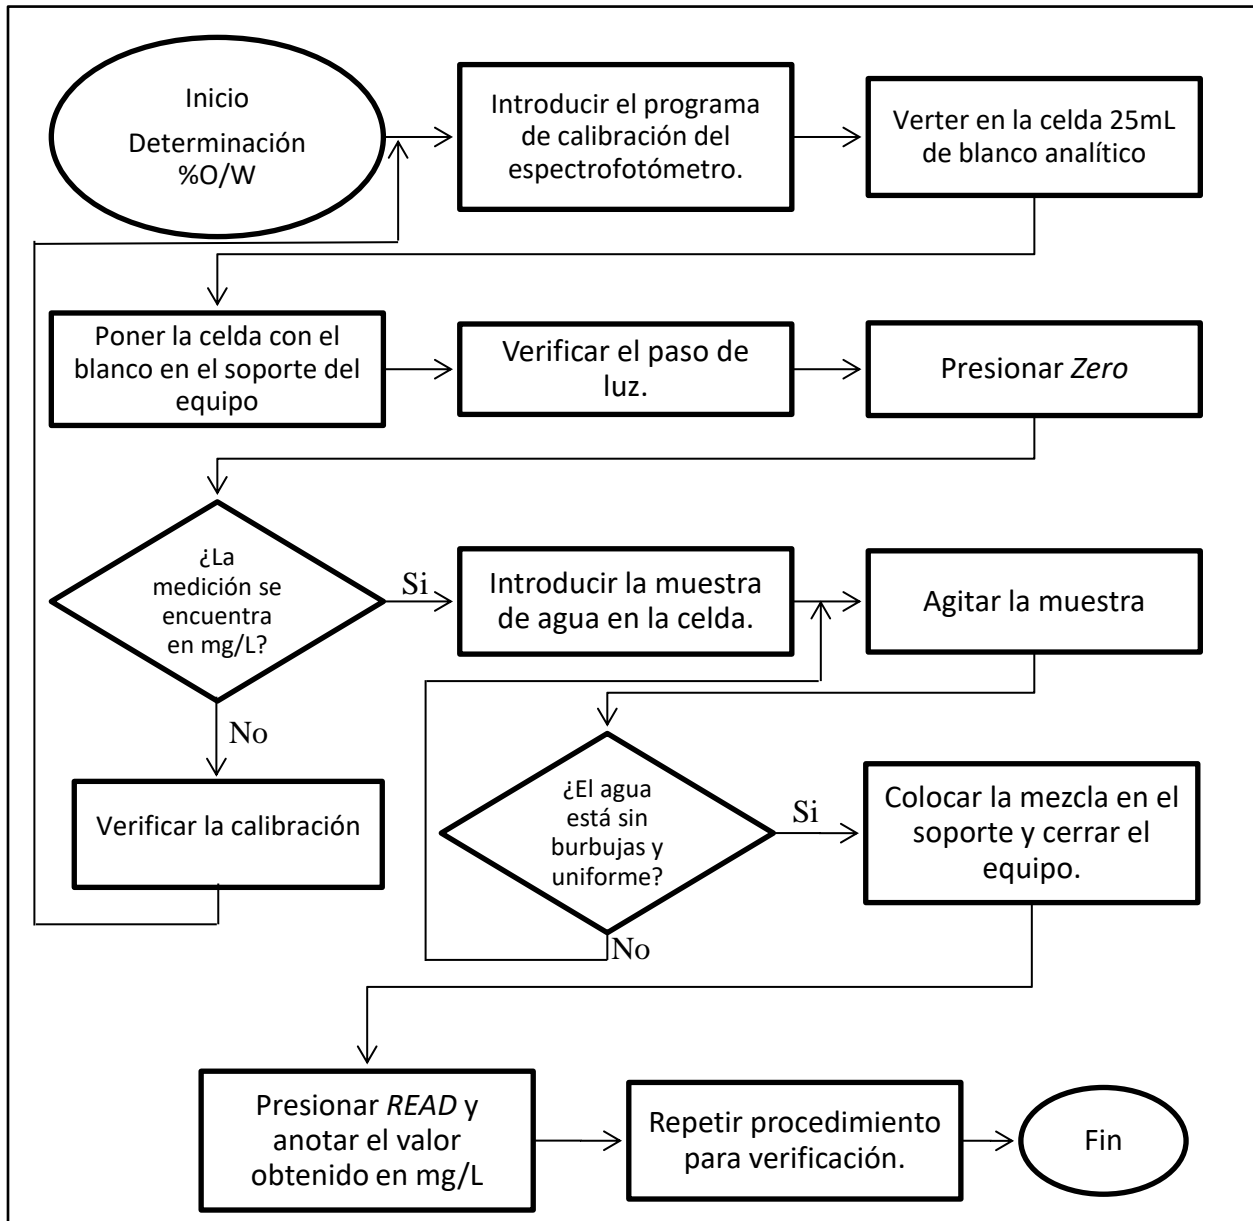 Inicio
Determinación
%O/W
Introducir el programa
de calibración del
espectrofotómetro.
Verter en la celda 25mL
de blanco analítico
Poner la celda con el
blanco en el soporte del
equipo
Verificar el paso de
luz.
Presionar Zero
¿La
medición se
encuentra
en mg/L?
Si
Introducir la muestra
de agua en la celda.
Agitar la muestra
No
Verificar la calibración
¿El agua
está sin
burbujas y
uniforme?
Si
Colocar la mezcla en el
soporte y cerrar el
equipo.
No
Presionar READ y
anotar el valor
obtenido en mg/L
Repetir procedimiento
para verificación.
Fin